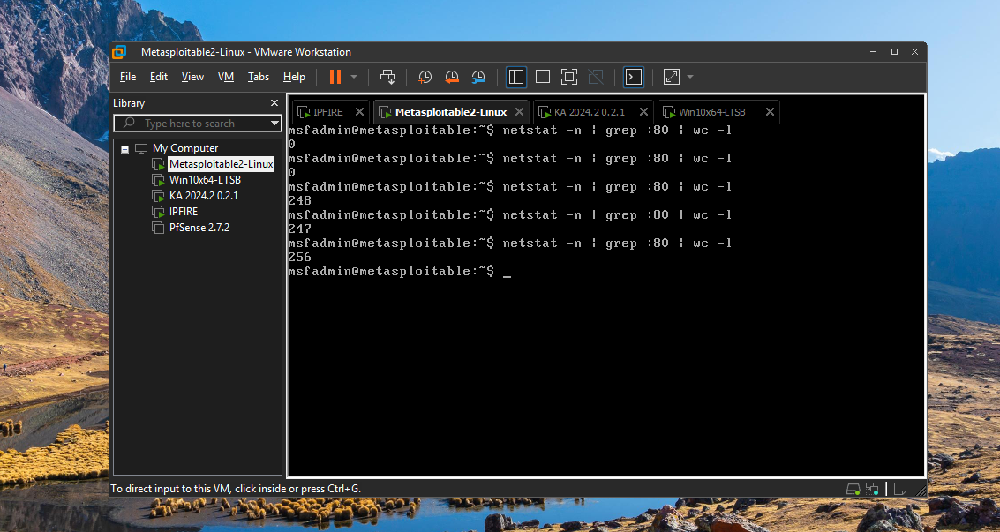 Metasploitable2-Linux - VMware Workstation
File Edit View VM Tabs Help
Library
Type here to search
My Computer
Metasploitable2-Linux
Win10x64-LTSB
KA 2024.2 0.2.1
IPFIRE
PfSense 2.7.2
IPFIRE Metasploitable2-Linux KA 2024.2 0.2.1 Win10x64-LTSB
msfadmin@metasploitable:~$ netstat -n | grep :80 | wc -l
0
msfadmin@metasploitable:~$ netstat -n | grep :80 | wc -l
0
msfadmin@metasploitable:~$ netstat -n | grep :80 | wc -l
248
msfadmin@metasploitable:~$ netstat -n | grep :80 | wc -l
247
msfadmin@metasploitable:~$ netstat -n | grep :80 | wc -l
256
msfadmin@metasploitable:~$ _
To direct input to this VM, click inside or press Ctrl+G.